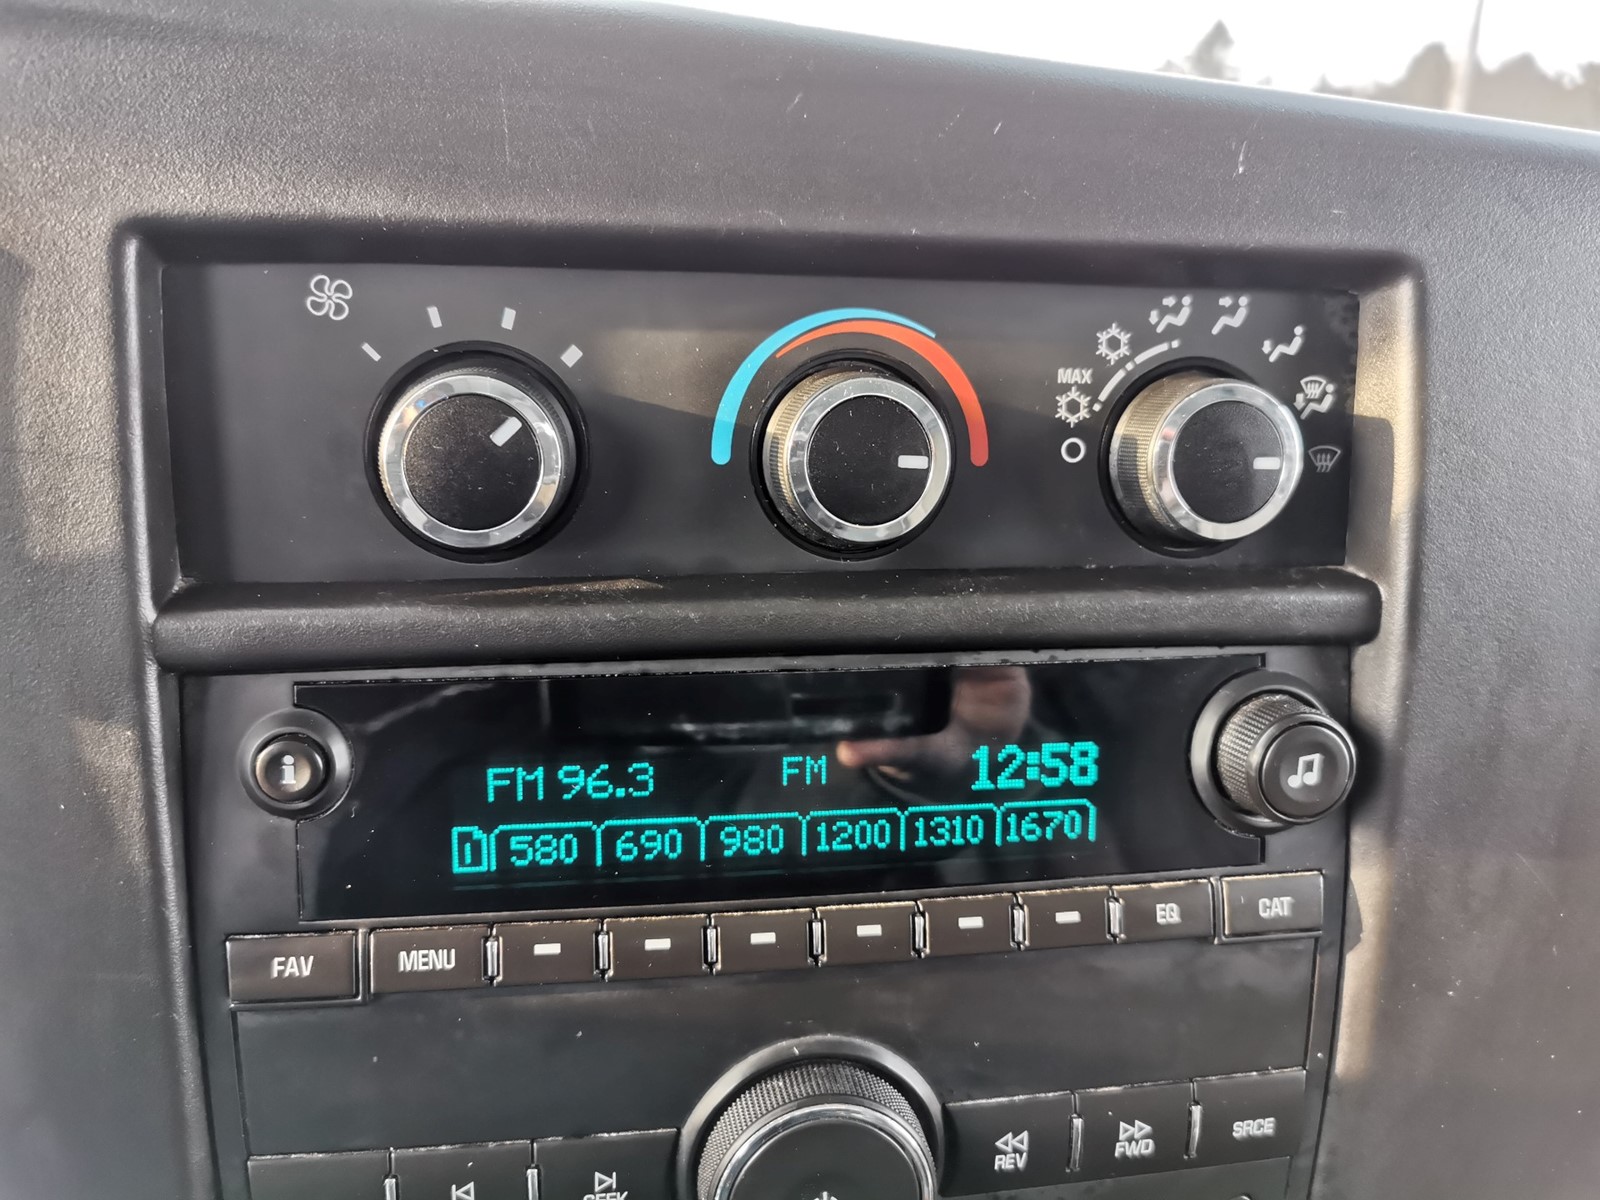 MAX
FM 96.3 FM 12:58
1 580 690 980 1200 1310 1670
FAV MENU EQ CAT
REV FWD SRCE
SEEK